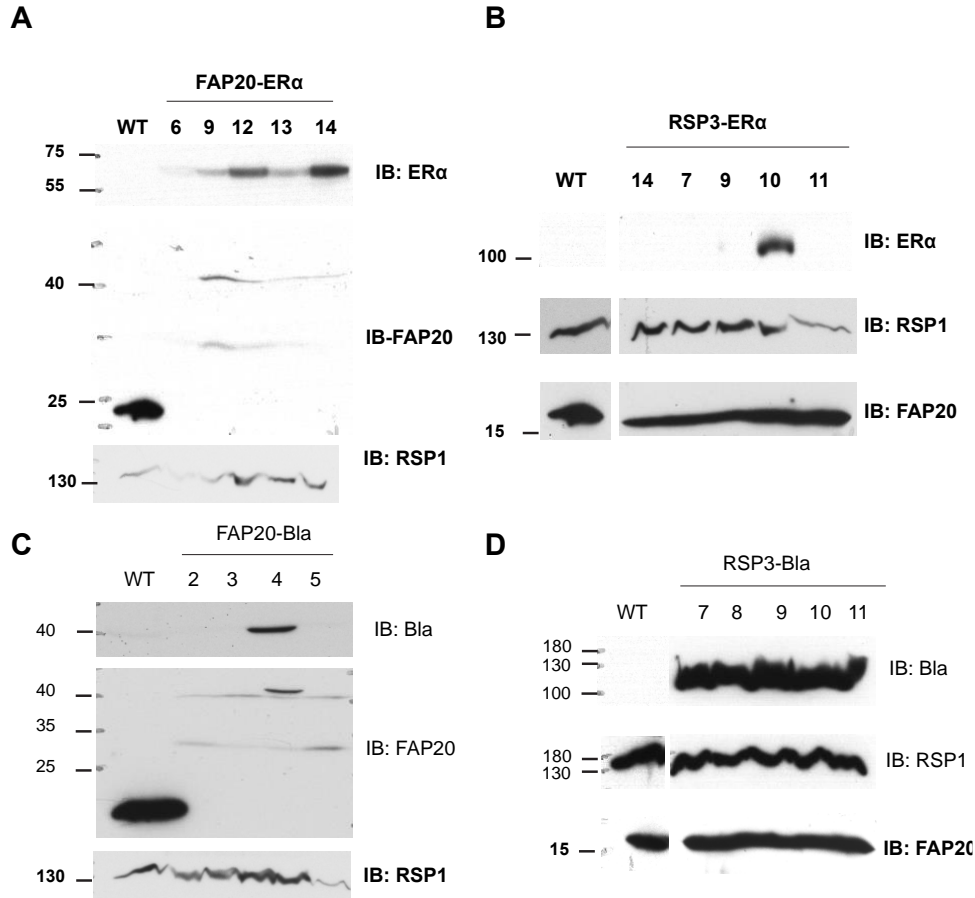 A
FAP20-ERα
WT 6 9 12 13 14
75
55
IB: ERα
40
IB-FAP20
25
IB: RSP1
130
B
RSP3-ERα
WT 14 7 9 10 11
IB: ERα
100
IB: RSP1
130
IB: FAP20
15
C
FAP20-Bla
WT 2 3 4 5
40
IB: Bla
40
35
IB: FAP20
25
130
IB: RSP1
D
RSP3-Bla
WT 7 8 9 10 11
180
130
100
IB: Bla
180
130
IB: RSP1
15
IB: FAP20